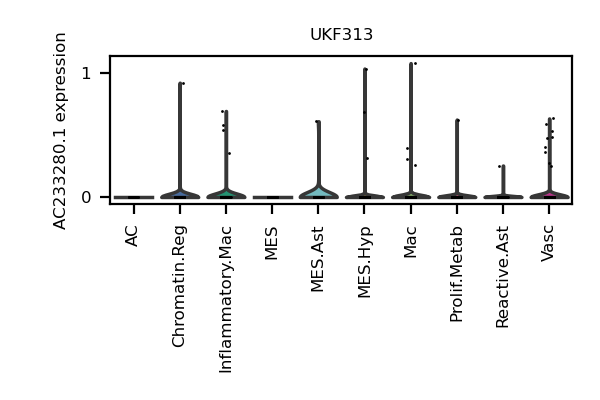 UKF313
AC233280.1 expression
1
0
AC
Chromatin.Reg
Inflammatory.Mac
MES
MES.Ast
MES.Hyp
Mac
Prolif.Metab
Reactive.Ast
Vasc